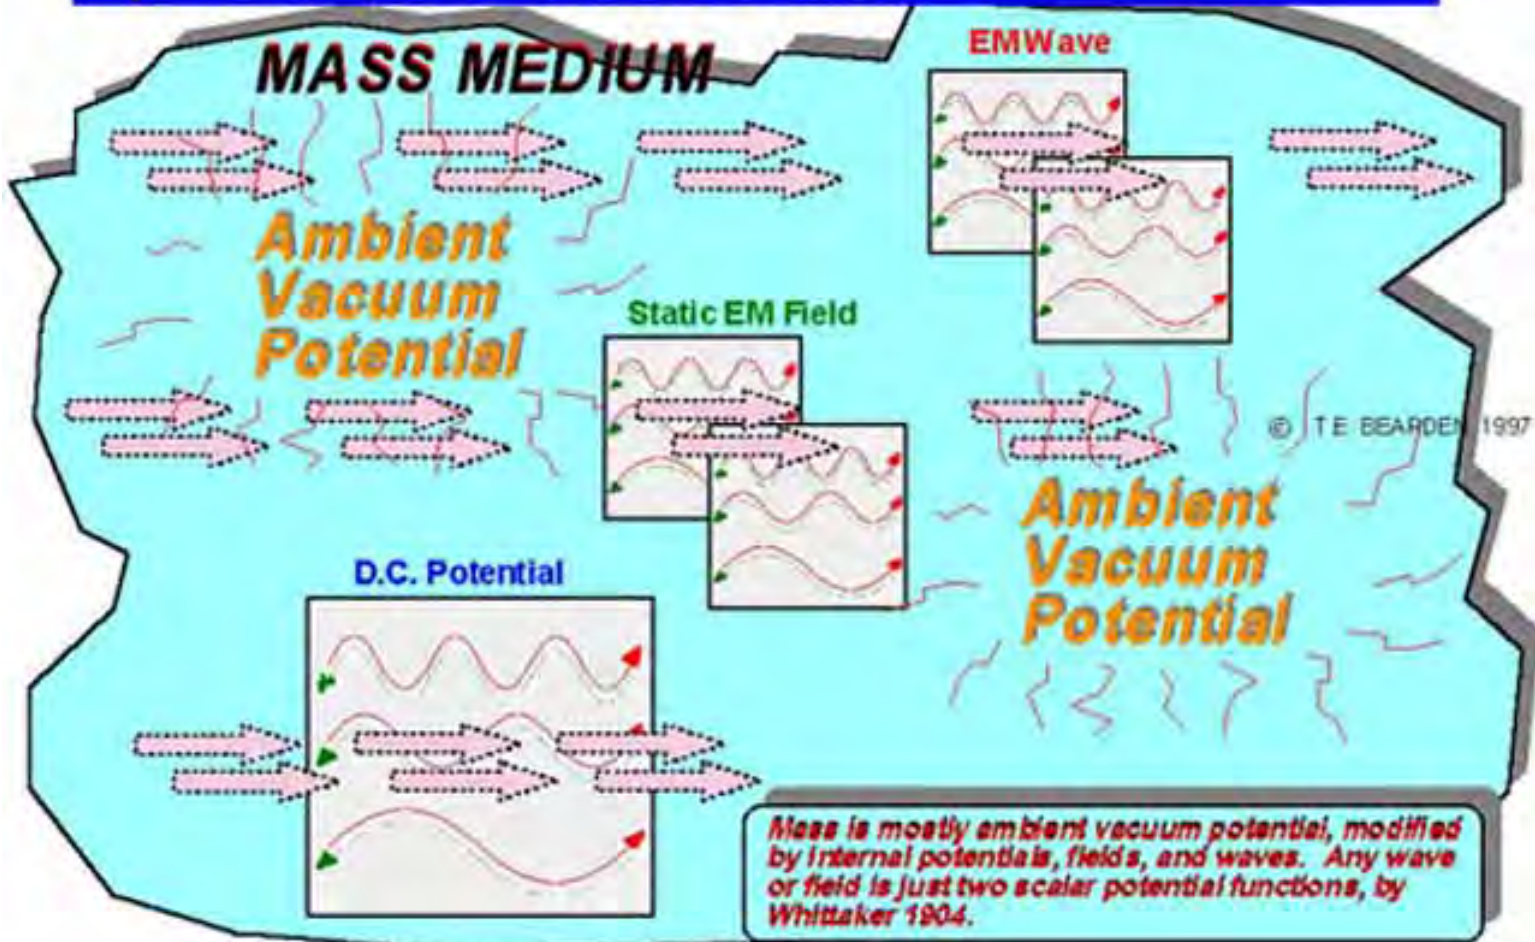 MASS MEDIUM
EMWave
Ambient
Vacuum
Potential
Static EM Field
© T E BEARDEN 1997
Ambient
Vacuum
Potential
D.C. Potential
Mass is mostly ambient vacuum potential, modified
by internal potentials, fields, and waves. Any wave
or field is just two scalar potential functions, by
Whittaker 1904.